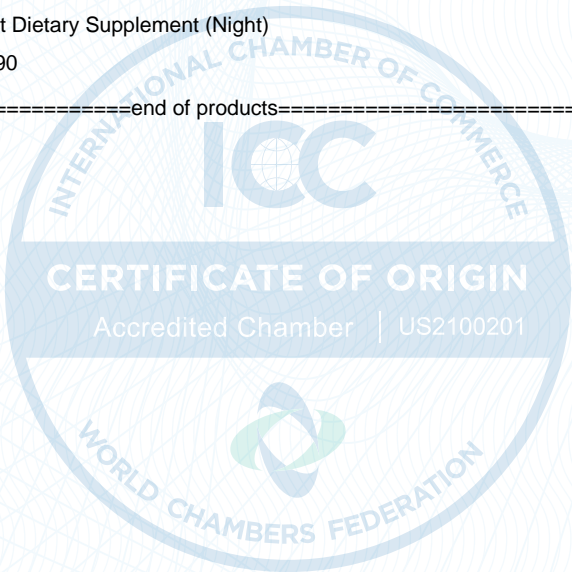 t Dietary Supplement (Night)
90
===========end of products========================
INTERNATIONAL CHAMBER OF COMMERCE
ICC
CERTIFICATE OF ORIGIN
Accredited Chamber | US2100201
WORLD CHAMBERS FEDERATION